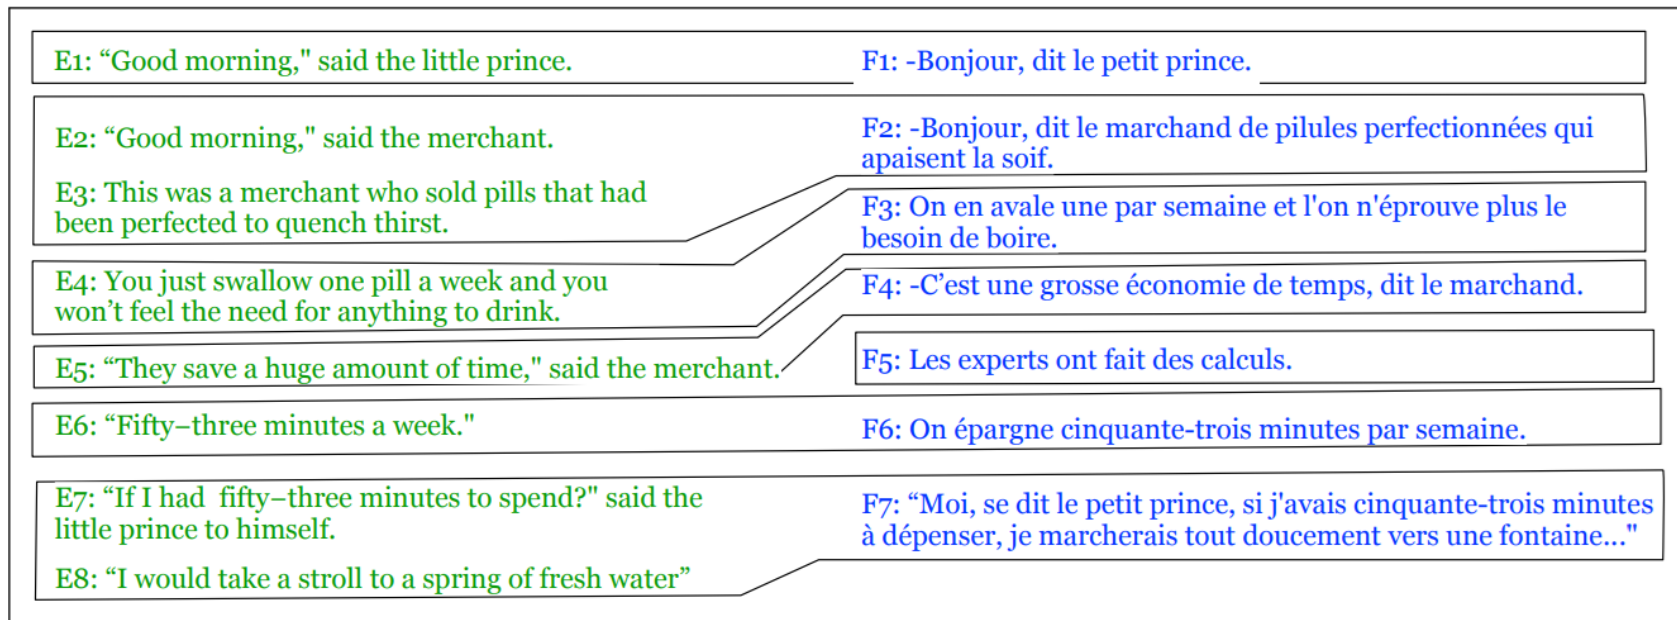 E1: “Good morning," said the little prince.
F1: -Bonjour, dit le petit prince.
E2: “Good morning," said the merchant.
F2: -Bonjour, dit le marchand de pilules perfectionnées qui
apaisent la soif.
E3: This was a merchant who sold pills that had
been perfected to quench thirst.
F3: On en avale une par semaine et l'on n'éprouve plus le
besoin de boire.
E4: You just swallow one pill a week and you
won’t feel the need for anything to drink.
F4: -C’est une grosse économie de temps, dit le marchand.
E5: “They save a huge amount of time," said the merchant.
F5: Les experts ont fait des calculs.
E6: “Fifty–three minutes a week."
F6: On épargne cinquante-trois minutes par semaine.
E7: “If I had  fifty–three minutes to spend?" said the
little prince to himself.
F7: “Moi, se dit le petit prince, si j'avais cinquante-trois minutes
à dépenser, je marcherais tout doucement vers une fontaine..."
E8: “I would take a stroll to a spring of fresh water”